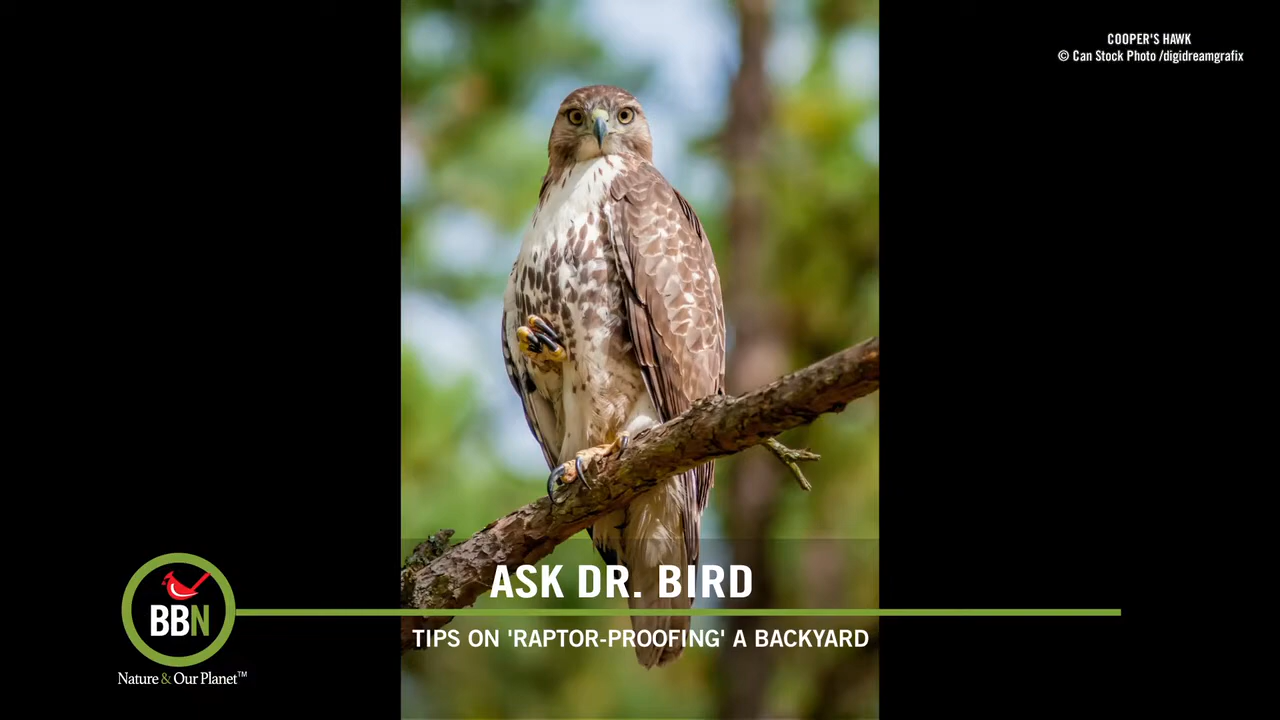 COOPER'S HAWK
© Can Stock Photo /digidreamgrafix
ASK DR. BIRD
BBN
TIPS ON 'RAPTOR-PROOFING' A BACKYARD
Nature & Our Planet™